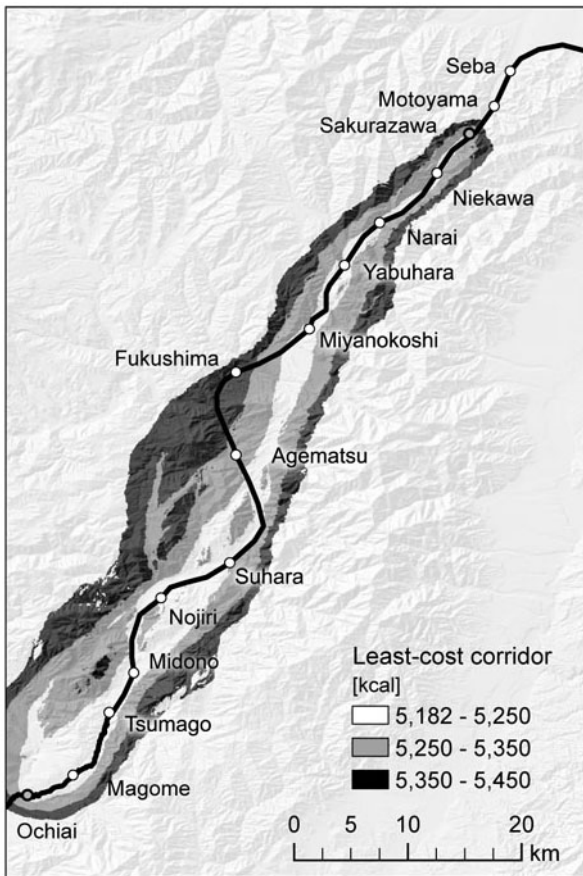 Seba
Motoyama
Sakurazawa
Niekawa
Narai
Yabuhara
Miyanokoshi
Fukushima
Agematsu
Suhara
Nojiri
Midono
Tsumago
Magome
Ochiai
Least-cost corridor
[kcal]
5,182 - 5,250
5,250 - 5,350
5,350 - 5,450
0 5 10 20
km